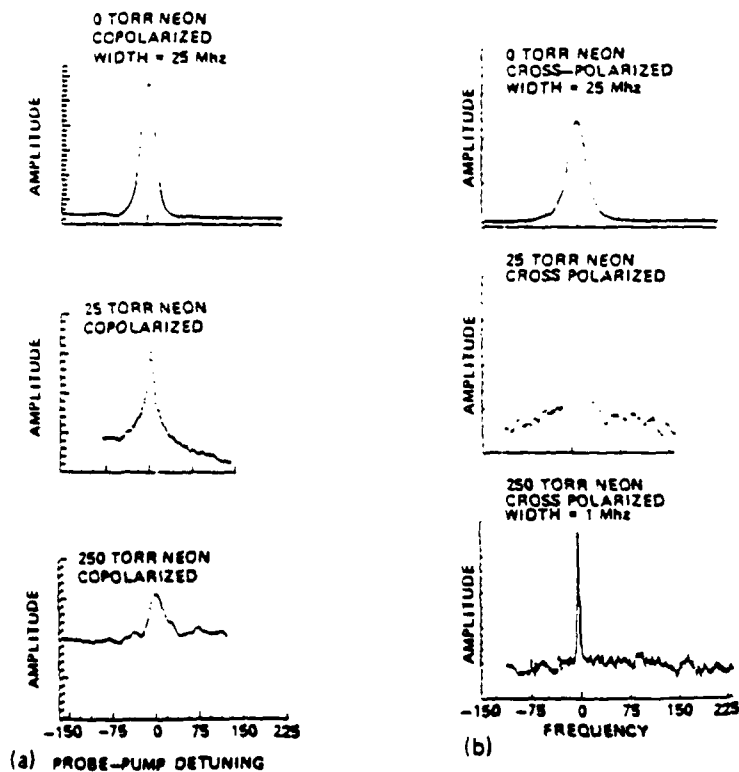 0 TORR NEON
COPOLARIZED
WIDTH = 25 Mhz
AMPLITUDE
25 TORR NEON
COPOLARIZED
AMPLITUDE
250 TORR NEON
COPOLARIZED
AMPLITUDE
-150 -75 0 75 150 225
(a) PROBE-PUMP DETUNING
0 TORR NEON
CROSS-POLARIZED
WIDTH = 25 Mhz
AMPLITUDE
25 TORR NEON
CROSS POLARIZED
AMPLITUDE
250 TORR NEON
CROSS POLARIZED
WIDTH = 1 Mhz
AMPLITUDE
-150 -75 0 75 150 225
FREQUENCY
(b)